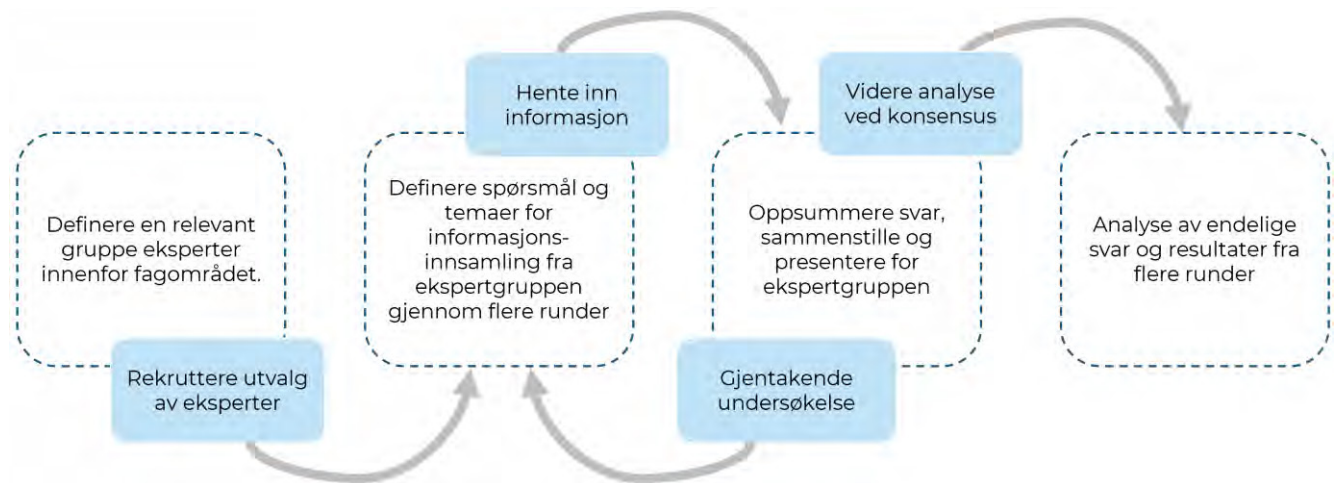 Definere en relevant
gruppe eksperter
innenfor fagområdet.
Rekruttere utvalg
av eksperter
Hente inn
informasjon
Definere spørsmål og
temaer for
informasjons-
innsamling fra
ekspertgruppen
gjennom flere runder
Videre analyse
ved konsensus
Oppsummere svar,
sammenstille og
presentere for
ekspertgruppen
Gjentakende
undersøkelse
Analyse av endelige
svar og resultater fra
flere runder